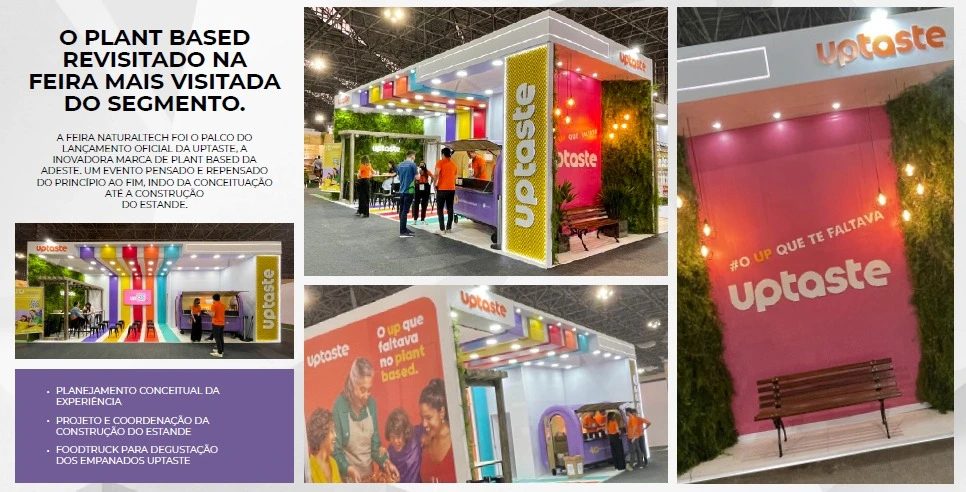 O PLANT BASED
REVISITADO NA
FEIRA MAIS VISITADA
DO SEGMENTO.
A FEIRA NATURALTECH FOI O PALCO DO
LANÇAMENTO OFICIAL DA UPTASTE, A
INOVADORA MARCA DE PLANT BASED DA
ADESTE. UM EVENTO PENSADO E REPENSADO
DO PRINCÍPIO AO FIM, INDO DA CONCEITUAÇÃO
ATÉ A CONSTRUÇÃO
DO ESTANDE.
uptaste
uptaste
• PLANEJAMENTO CONCEITUAL DA
EXPERIÊNCIA
• PROJETO E COORDENAÇÃO DA
CONSTRUÇÃO DO ESTANDE
• FOODTRUCK PARA DEGUSTAÇÃO
DOS EMPANADOS UPTASTE
uptaste
uptaste
uptaste
uptaste
uptaste
uptaste
O up que
faltava
no plant
based.
uptaste
#O UP QUE TE FALTAVA
uptaste